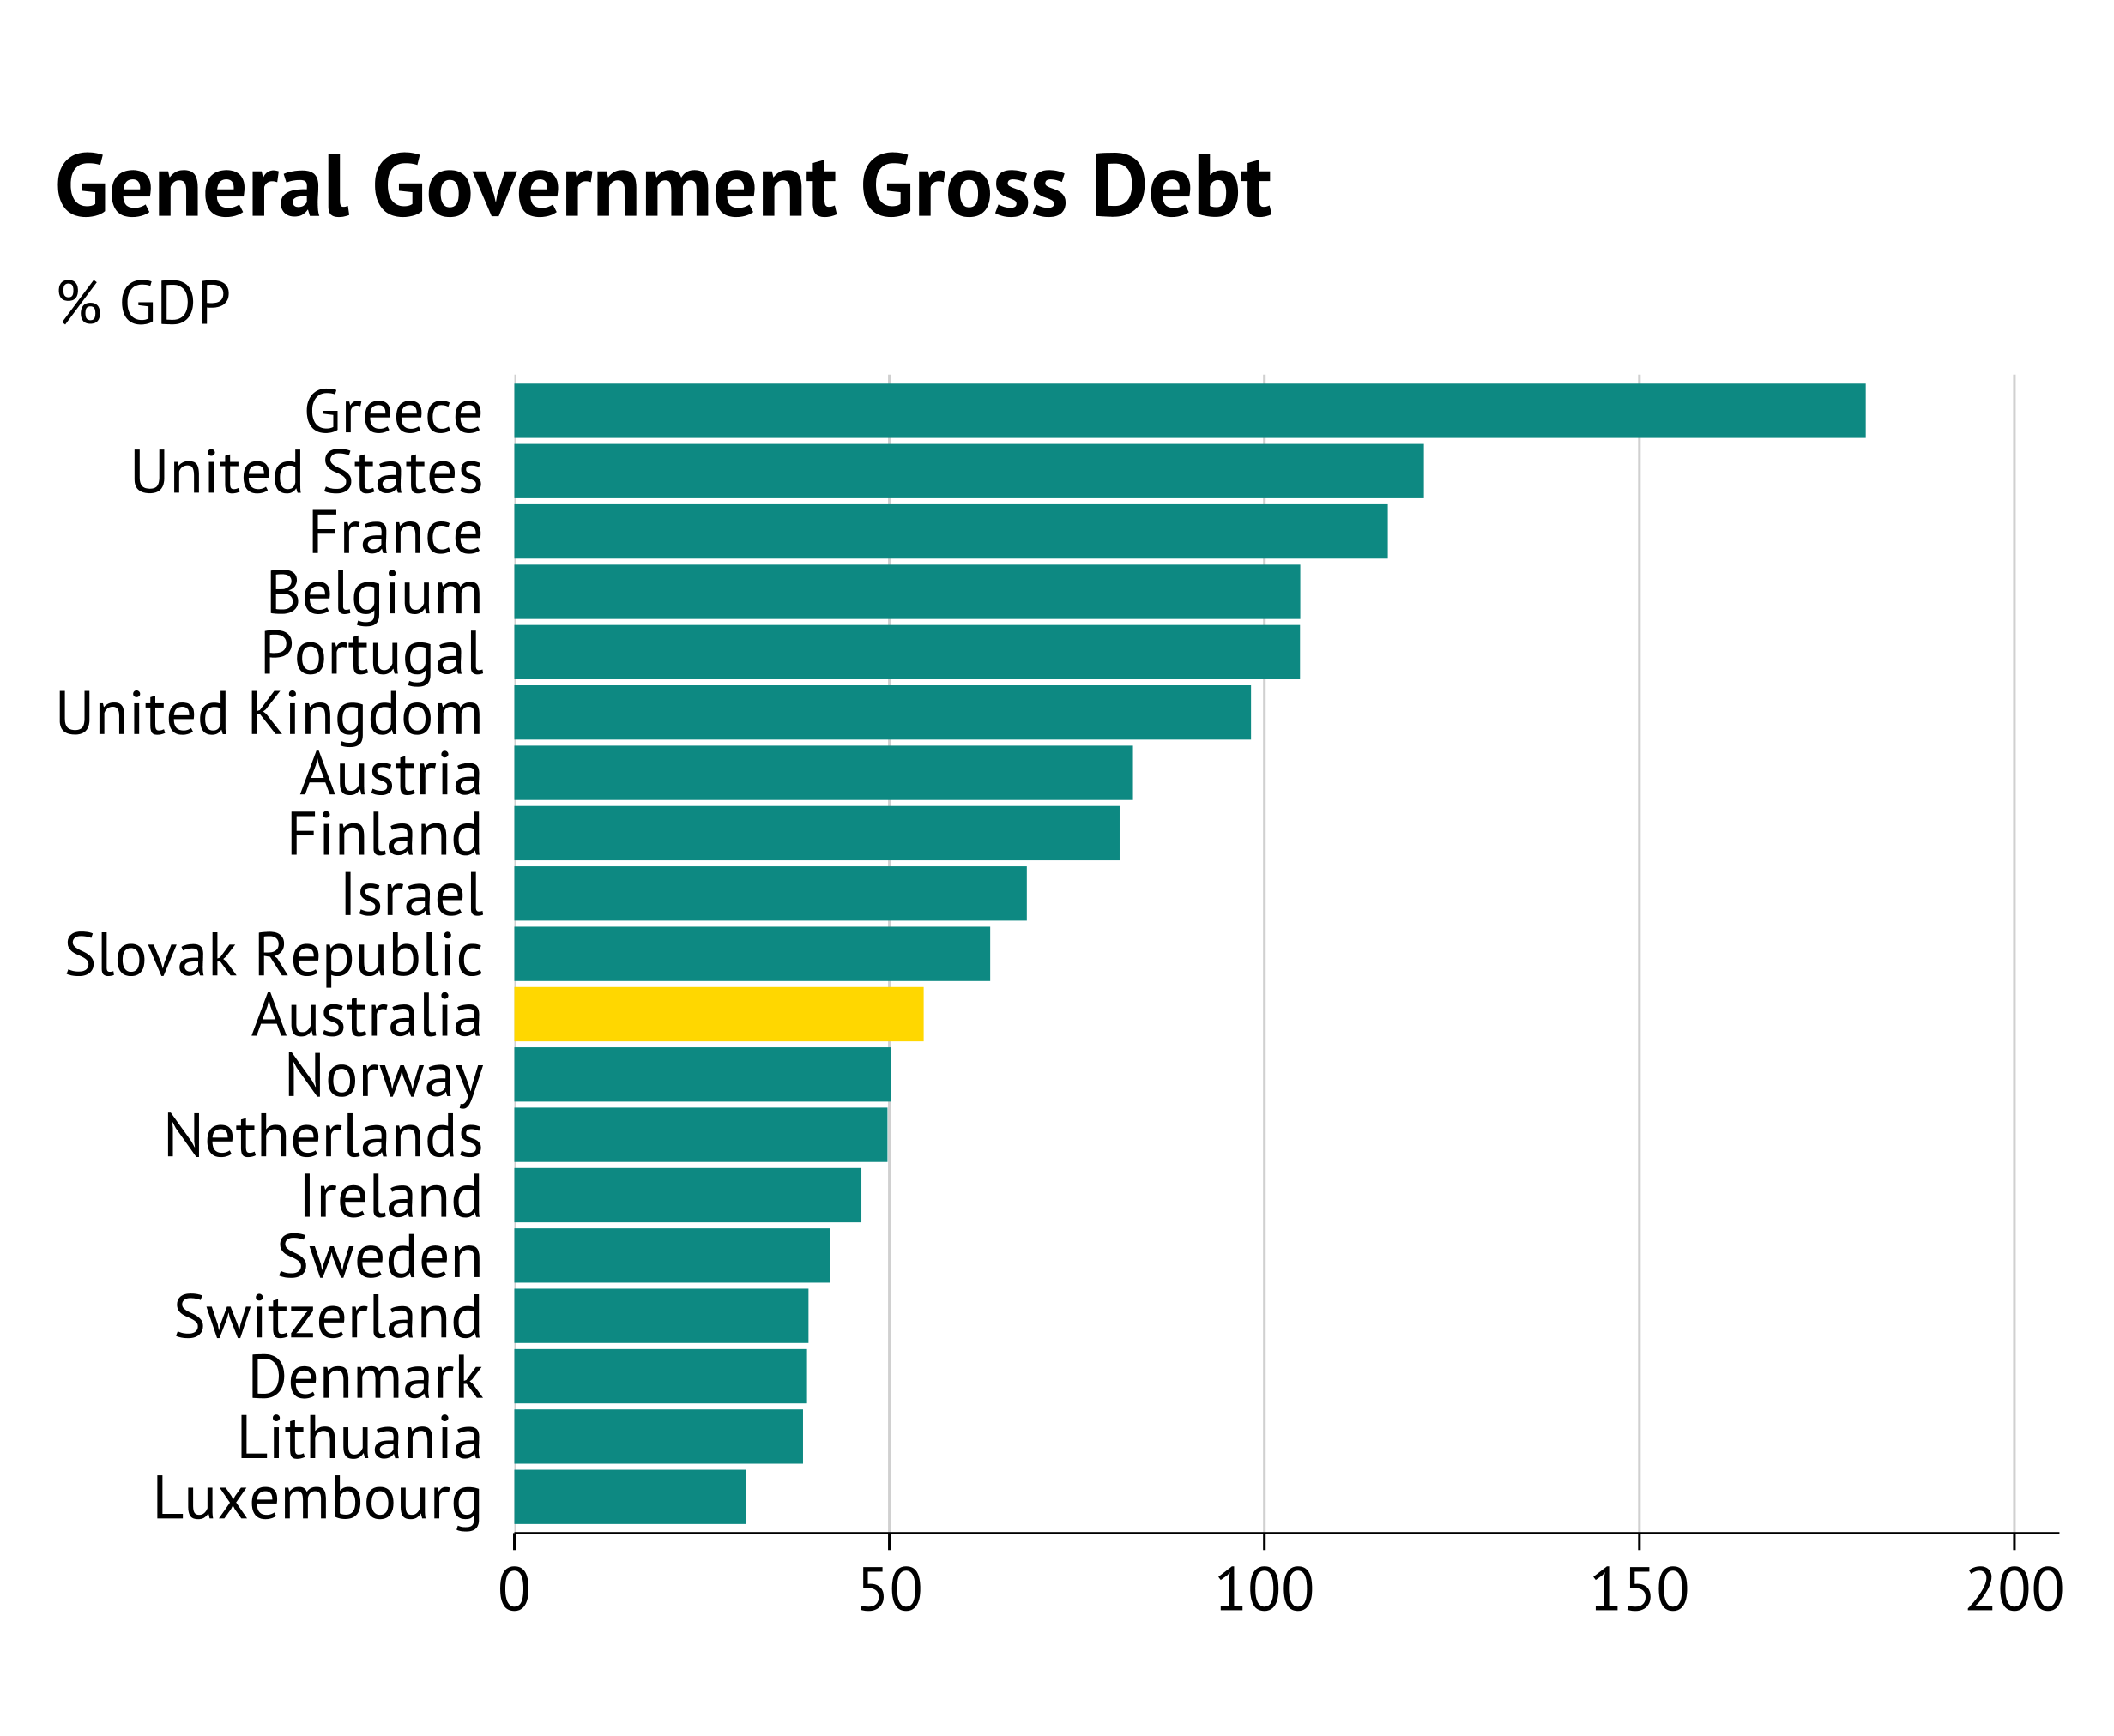 General Government Gross Debt
% GDP
Greece
United States
France
Belgium
Portugal
United Kingdom
Austria
Finland
Israel
Slovak Republic
Australia
Norway
Netherlands
Ireland
Sweden
Switzerland
Denmark
Lithuania
Luxembourg
0 50 100 150 200